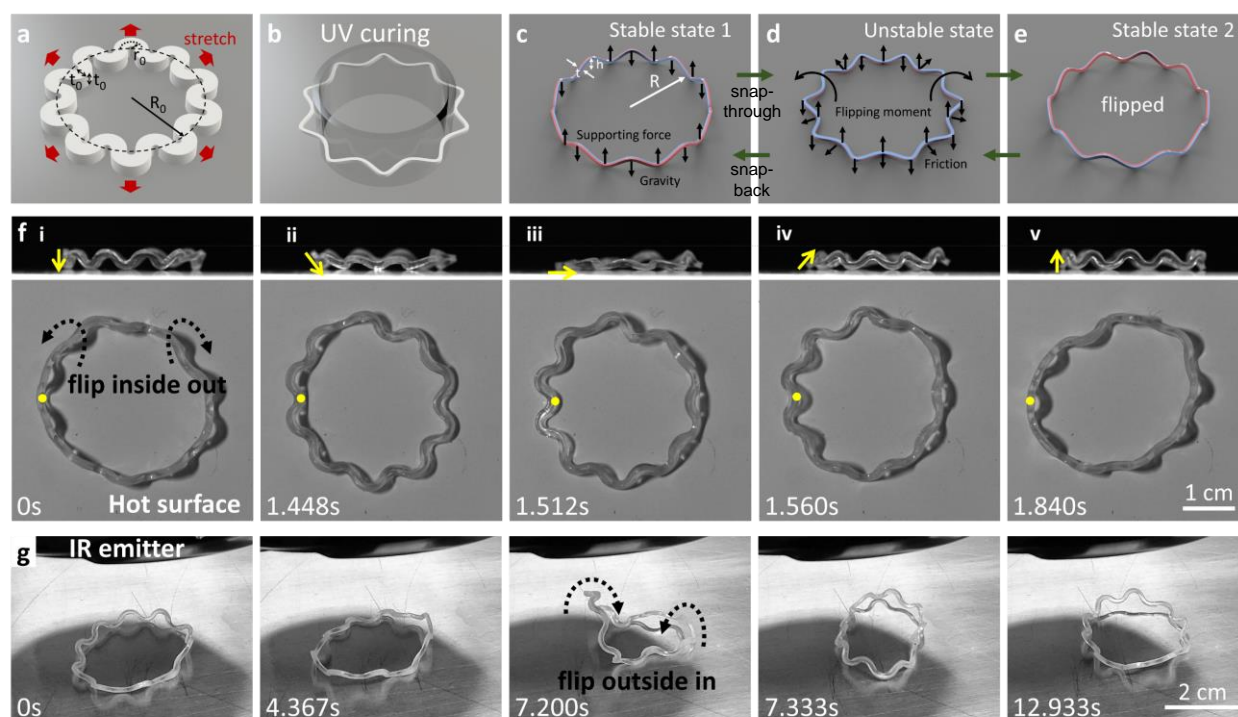 a
stretch
r₀
t₀
t₀
R₀
b
UV curing
c
Stable state 1
h
t
R
Supporting force
Gravity
snap-
through
snap-
back
d
Unstable state
Flipping moment
Friction
e
Stable state 2
flipped
f
i
ii
iii
iv
v
flip inside out
0s
Hot surface
1.448s
1.512s
1.560s
1.840s
1 cm
g
IR emitter
flip outside in
0s
4.367s
7.200s
7.333s
12.933s
2 cm